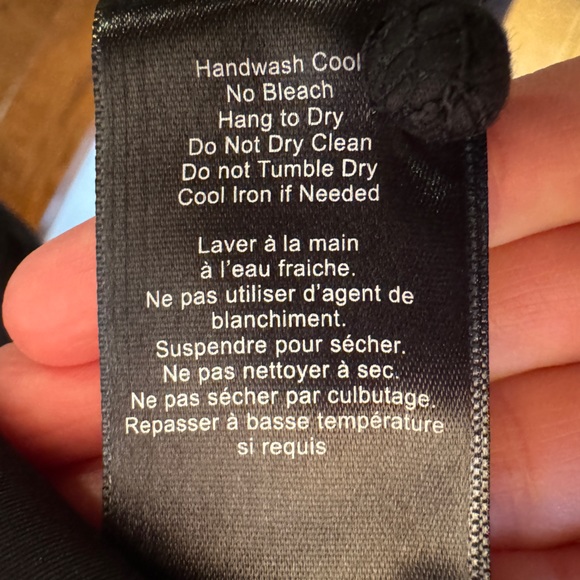 Handwash Cool
No Bleach
Hang to Dry
Do Not Dry Clean
Do not Tumble Dry
Cool Iron if Needed
Laver à la main
à l'eau fraiche.
Ne pas utiliser d'agent de
blanchiment.
Suspendre pour sécher.
Ne pas nettoyer à sec.
Ne pas sécher par culbutage.
Repasser à basse température
si requis